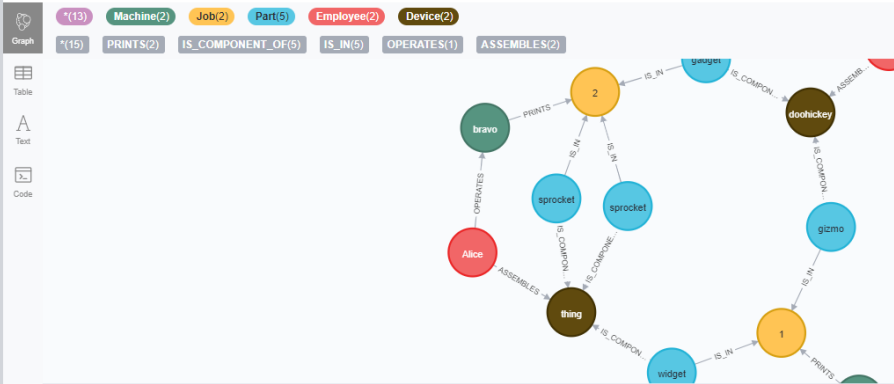 *(13) Machine(2) Job(2) Part(5) Employee(2) Device(2)
*(15) PRINTS(2) IS_COMPONENT_OF(5) IS_IN(5) OPERATES(1) ASSEMBLES(2)
Graph
Table
Text
Code
gadget
IS_IN
IS_COMPON…
ASSEMB…
2
doohickey
PRINTS
bravo
IS_IN
IS_IN
IS_COMPON…
OPERATES
sprocket
sprocket
gizmo
Alice
IS_COMPON…
IS_COMPONE…
ASSEMBLES
IS_IN
thing
1
IS_COMPON…
IS_IN
PRINTS
widget